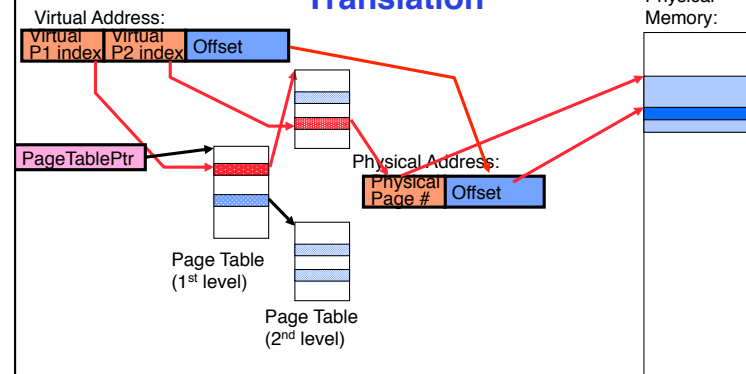 Translation
Physical
Virtual Address:
Memory:
Virtual
P1 index
Virtual
P2 index
Offset
PageTablePtr
Physical Address:
Physical
Page #
Offset
Page Table
(1st level)
Page Table
(2nd level)